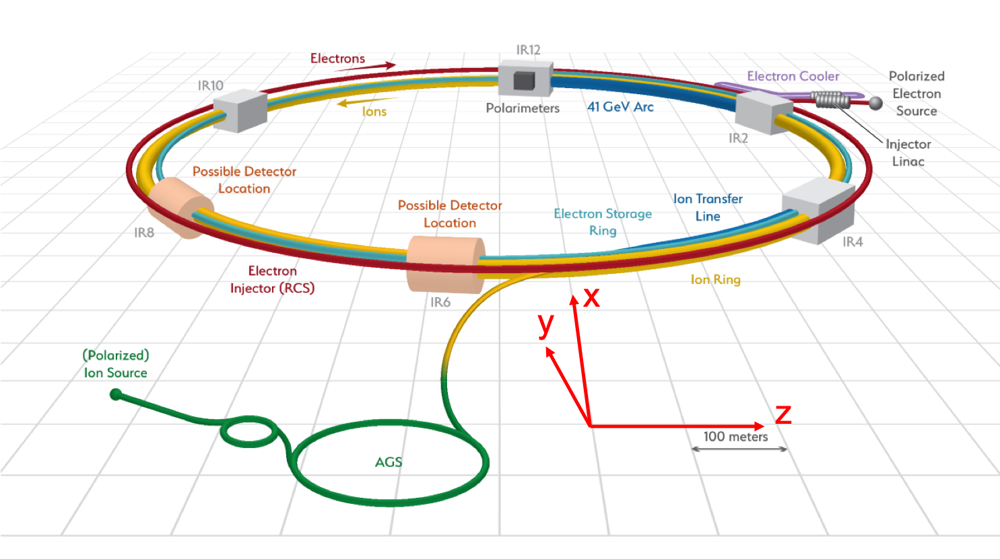 IR12
Electrons
Electron Cooler
Polarized
Electron
Source
IR10
Ions
Polarimeters
41 GeV Arc
IR2
Injector
Linac
Possible Detector
Location
Possible Detector
Location
Ion Transfer
Line
Electron Storage
Ring
IR8
IR4
Electron
Injector (RCS)
Ion Ring
IR6
x
y
(Polarized)
Ion Source
z
100 meters
AGS